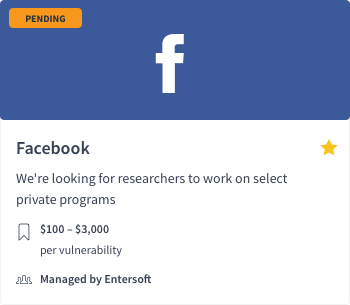 PENDING
f
Facebook
We're looking for researchers to work on select
private programs
$100 – $3,000
per vulnerability
Managed by Entersoft